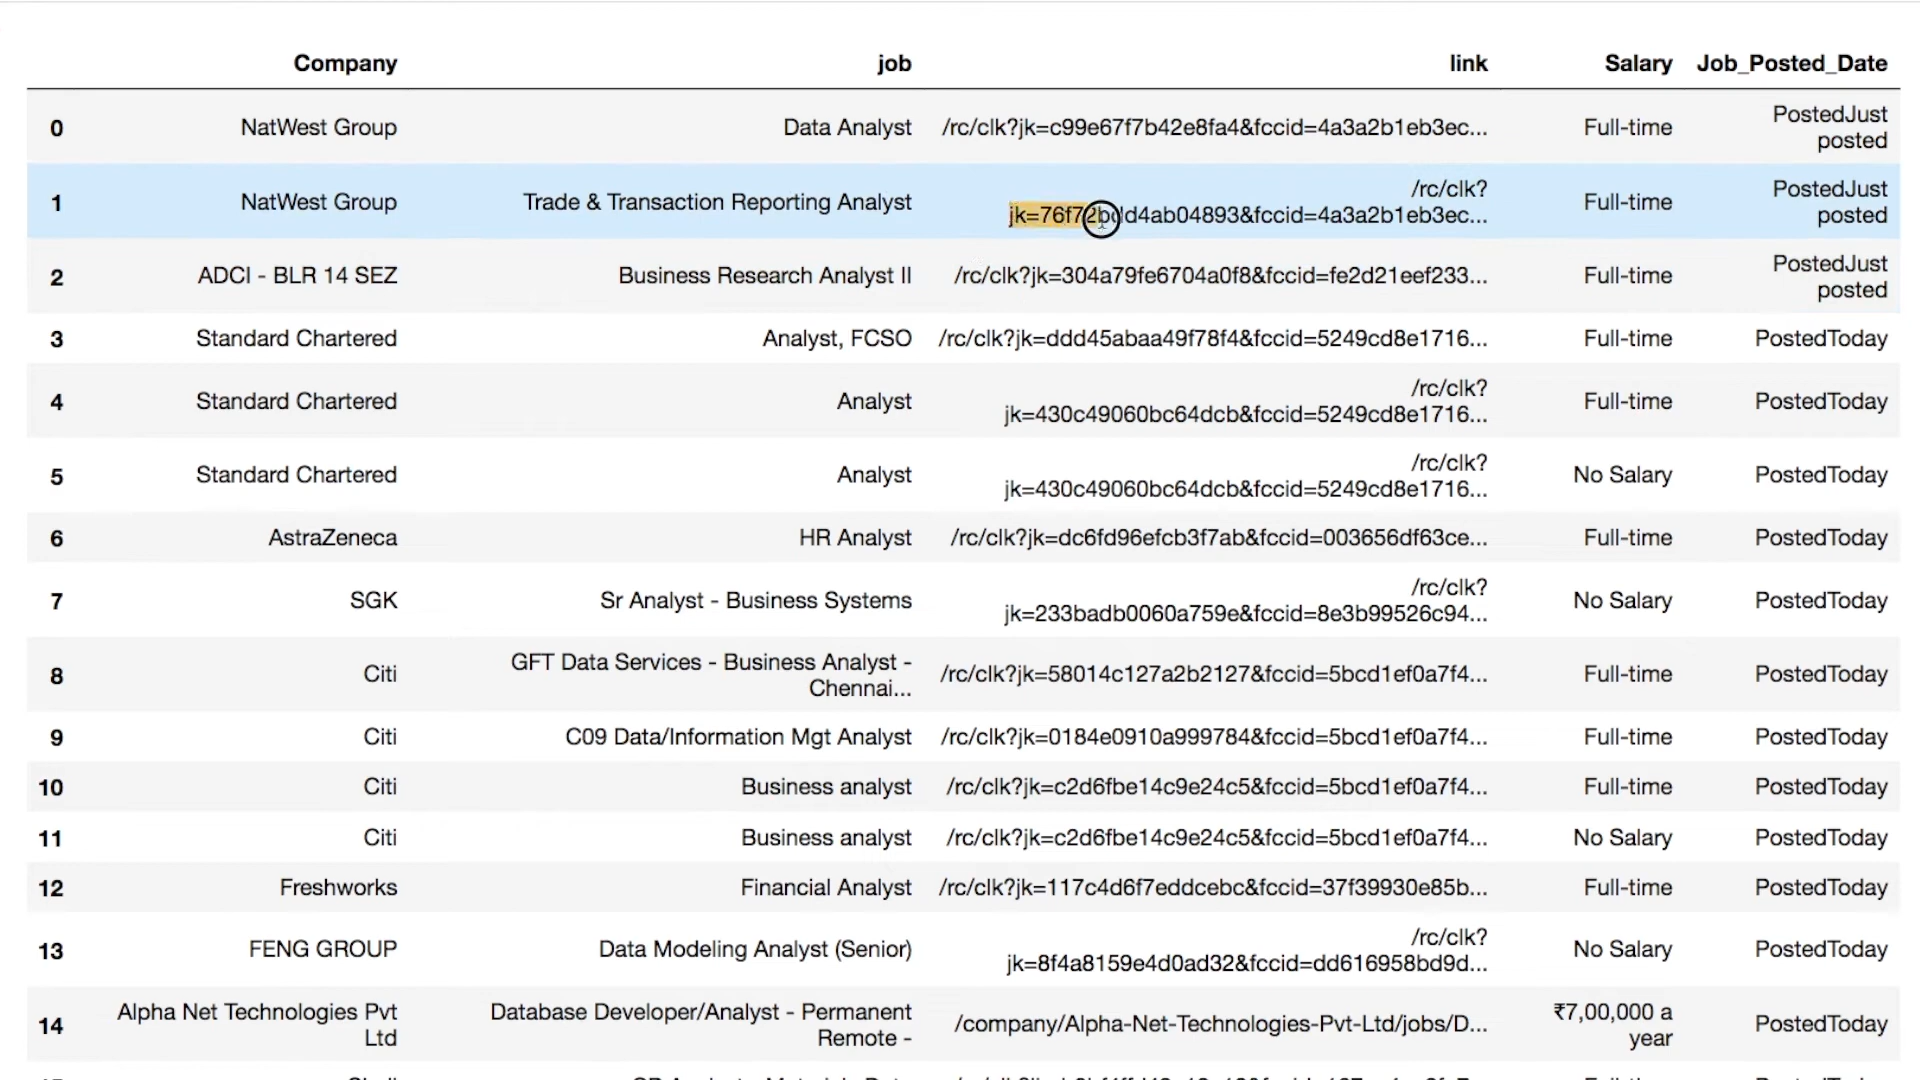 Company job link Salary Job_Posted_Date
0 NatWest Group Data Analyst /rc/clk?jk=c99e67f7b42e8fa4&fccid=4a3a2b1eb3ec... Full-time PostedJust
posted
1 NatWest Group Trade & Transaction Reporting Analyst /rc/clk?
jk=76f72bdd4ab04893&fccid=4a3a2b1eb3ec... Full-time PostedJust
posted
2 ADCI - BLR 14 SEZ Business Research Analyst II /rc/clk?jk=304a79fe6704a0f8&fccid=fe2d21eef233... Full-time PostedJust
posted
3 Standard Chartered Analyst, FCSO /rc/clk?jk=ddd45abaa49f78f4&fccid=5249cd8e1716... Full-time PostedToday
4 Standard Chartered Analyst /rc/clk?
jk=430c49060bc64dcb&fccid=5249cd8e1716... Full-time PostedToday
5 Standard Chartered Analyst /rc/clk?
jk=430c49060bc64dcb&fccid=5249cd8e1716... No Salary PostedToday
6 AstraZeneca HR Analyst /rc/clk?jk=dc6fd96efcb3f7ab&fccid=003656df63ce... Full-time PostedToday
7 SGK Sr Analyst - Business Systems /rc/clk?
jk=233badb0060a759e&fccid=8e3b99526c94... No Salary PostedToday
8 Citi GFT Data Services - Business Analyst -
Chennai... /rc/clk?jk=58014c127a2b2127&fccid=5bcd1ef0a7f4... Full-time PostedToday
9 Citi C09 Data/Information Mgt Analyst /rc/clk?jk=0184e0910a999784&fccid=5bcd1ef0a7f4... Full-time PostedToday
10 Citi Business analyst /rc/clk?jk=c2d6fbe14c9e24c5&fccid=5bcd1ef0a7f4... Full-time PostedToday
11 Citi Business analyst /rc/clk?jk=c2d6fbe14c9e24c5&fccid=5bcd1ef0a7f4... No Salary PostedToday
12 Freshworks Financial Analyst /rc/clk?jk=117c4d6f7eddcebc&fccid=37f39930e85b... Full-time PostedToday
13 FENG GROUP Data Modeling Analyst (Senior) /rc/clk?
jk=8f4a8159e4d0ad32&fccid=dd616958bd9d... No Salary PostedToday
14 Alpha Net Technologies Pvt
Ltd Database Developer/Analyst - Permanent
Remote - /company/Alpha-Net-Technologies-Pvt-Ltd/jobs/D... ₹7,00,000 a
year PostedToday